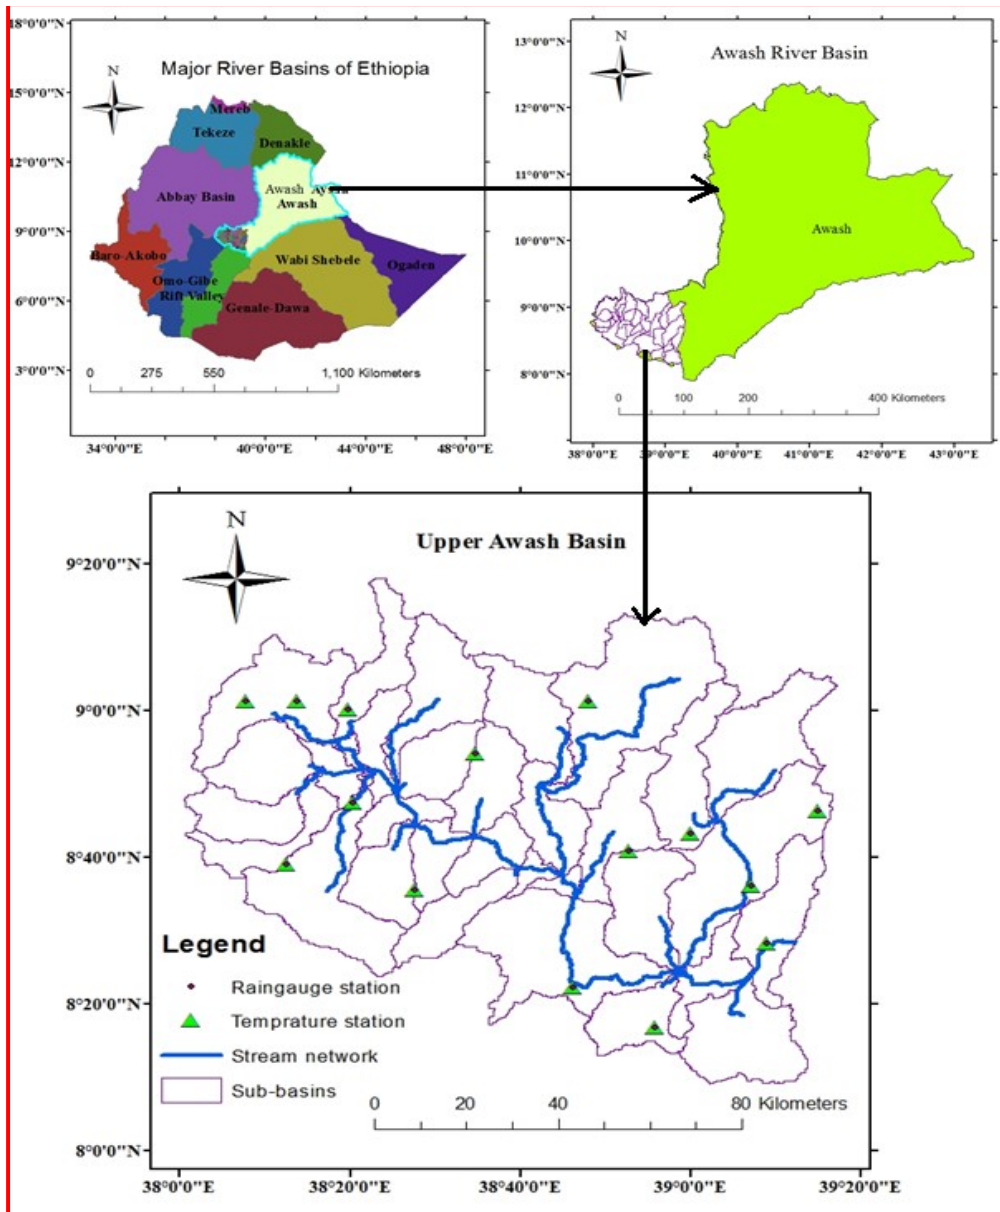 18°0'0"N
15°0'0"N
12°0'0"N
9°0'0"N
6°0'0"N
3°0'0"N
N
Major River Basins of Ethiopia
Mereb
Tekeze
Denakle
Abbay Basin
Awash
Awash
Baro-Akobo
Omo-Gibe
Rift Valley
Wabi Shebele
Ogaden
Genale-Dawa
0 275 550 1,100 Kilometers
34°0'0"E 40°0'0"E 44°0'0"E 48°0'0"E
13°0'0"N
12°0'0"N
11°0'0"N
10°0'0"N
9°0'0"N
8°0'0"N
N
Awash River Basin
Awash
0 100 200 400 Kilometers
38°0'0"E 39°0'0"E 40°0'0"E 41°0'0"E 42°0'0"E 43°0'0"E
N
Upper Awash Basin
9°20'0"N
9°0'0"N
8°40'0"N
8°20'0"N
8°0'0"N
Legend
Raingauge station
Temprature station
Stream network
Sub-basins
0 20 40 80 Kilometers
38°0'0"E 38°20'0"E 38°40'0"E 39°0'0"E 39°20'0"E